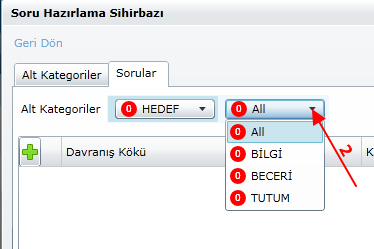 Soru Hazırlama Sihirbazı
Geri Dön
Alt Kategoriler Sorular
Alt Kategoriler 0 HEDEF 0 All
0 All
0 BİLGİ
0 BECERİ
0 TUTUM
Davranış Kökü K
2